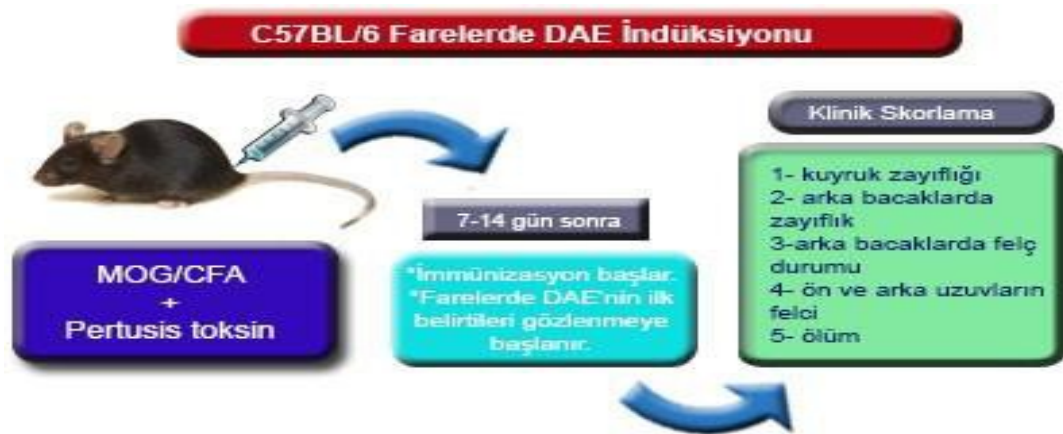 C57BL/6 Farelerde DAE İndüksiyonu
MOG/CFA
+
Pertusis toksin
7-14 gün sonra
*İmmünizasyon başlar.
*Farelerde DAE'nin ilk
belirtileri gözlenmeye
başlanır.
Klinik Skorlama
1- kuyruk zayıflığı
2- arka bacaklarda
zayıflık
3-arka bacaklarda felç
durumu
4- ön ve arka uzuvların
felci
5- ölüm